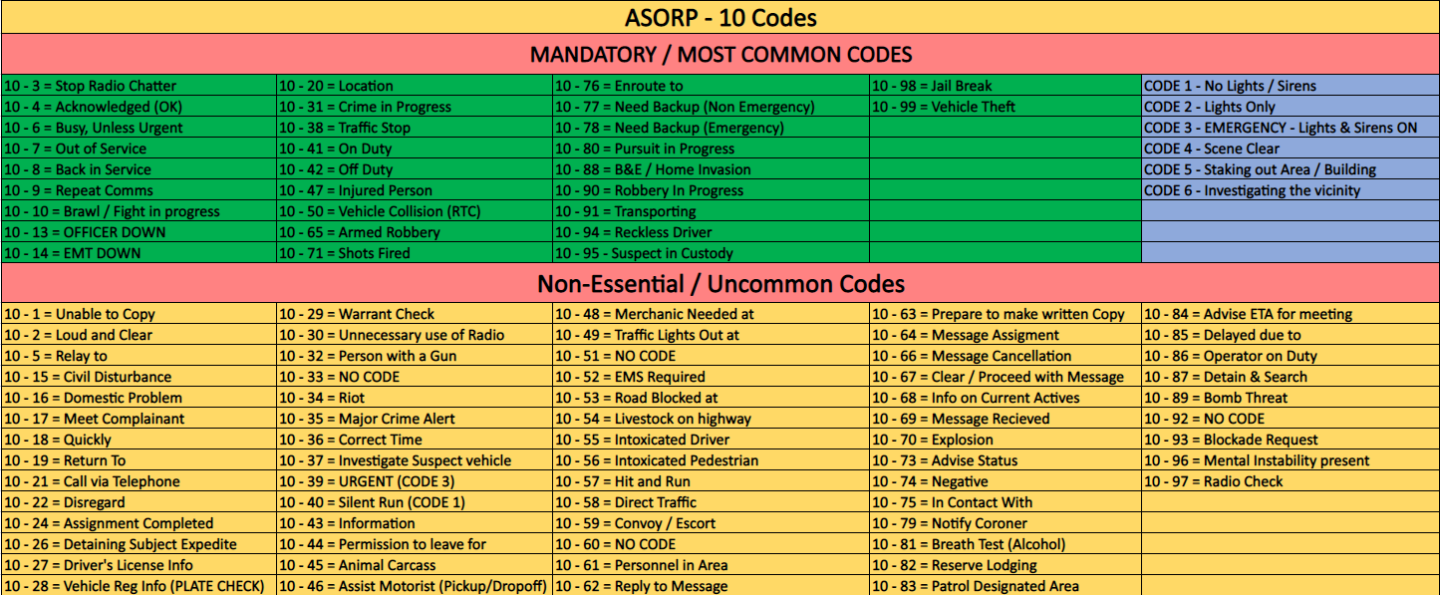 ASORP - 10 Codes
MANDATORY / MOST COMMON CODES
10 - 3 = Stop Radio Chatter
10 - 4 = Acknowledged (OK)
10 - 6 = Busy, Unless Urgent
10 - 7 = Out of Service
10 - 8 = Back in Service
10 - 9 = Repeat Comms
10 - 10 = Brawl / Fight in progress
10 - 13 = OFFICER DOWN
10 - 14 = EMT DOWN
10 - 20 = Location
10 - 31 = Crime in Progress
10 - 38 = Traffic Stop
10 - 41 = On Duty
10 - 42 = Off Duty
10 - 47 = Injured Person
10 - 50 = Vehicle Collision (RTC)
10 - 65 = Armed Robbery
10 - 71 = Shots Fired
10 - 76 = Enroute to
10 - 77 = Need Backup (Non Emergency)
10 - 78 = Need Backup (Emergency)
10 - 80 = Pursuit in Progress
10 - 88 = B&E / Home Invasion
10 - 90 = Robbery In Progress
10 - 91 = Transporting
10 - 94 = Reckless Driver
10 - 95 - Suspect in Custody
10 - 98 = Jail Break
10 - 99 = Vehicle Theft
CODE 1 - No Lights / Sirens
CODE 2 - Lights Only
CODE 3 - EMERGENCY - Lights & Sirens ON
CODE 4 - Scene Clear
CODE 5 - Staking out Area / Building
CODE 6 - Investigating the vicinity
Non-Essential / Uncommon Codes
10 - 1 = Unable to Copy
10 - 2 = Loud and Clear
10 - 5 = Relay to
10 - 15 = Civil Disturbance
10 - 16 = Domestic Problem
10 - 17 = Meet Complainant
10 - 18 = Quickly
10 - 19 = Return To
10 - 21 = Call via Telephone
10 - 22 = Disregard
10 - 24 = Assignment Completed
10 - 26 = Detaining Subject Expedite
10 - 27 = Driver's License Info
10 - 28 = Vehicle Reg Info (PLATE CHECK)
10 - 29 = Warrant Check
10 - 30 = Unnecessary use of Radio
10 - 32 = Person with a Gun
10 - 33 = NO CODE
10 - 34 = Riot
10 - 35 = Major Crime Alert
10 - 36 = Correct Time
10 - 37 = Investigate Suspect vehicle
10 - 39 = URGENT (CODE 3)
10 - 40 = Silent Run (CODE 1)
10 - 43 = Information
10 - 44 = Permission to leave for
10 - 45 = Animal Carcass
10 - 46 = Assist Motorist (Pickup/Dropoff)
10 - 48 = Merchanic Needed at
10 - 49 = Traffic Lights Out at
10 - 51 = NO CODE
10 - 52 = EMS Required
10 - 53 = Road Blocked at
10 - 54 = Livestock on highway
10 - 55 = Intoxicated Driver
10 - 56 = Intoxicated Pedestrian
10 - 57 = Hit and Run
10 - 58 = Direct Traffic
10 - 59 = Convoy / Escort
10 - 60 = NO CODE
10 - 61 = Personnel in Area
10 - 62 = Reply to Message
10 - 63 = Prepare to make written Copy
10 - 64 = Message Assigment
10 - 66 = Message Cancellation
10 - 67 = Clear / Proceed with Message
10 - 68 = Info on Current Actives
10 - 69 = Message Recieved
10 - 70 = Explosion
10 - 73 = Advise Status
10 - 74 = Negative
10 - 75 = In Contact With
10 - 79 = Notify Coroner
10 - 81 = Breath Test (Alcohol)
10 - 82 = Reserve Lodging
10 - 83 = Patrol Designated Area
10 - 84 = Advise ETA for meeting
10 - 85 = Delayed due to
10 - 86 = Operator on Duty
10 - 87 = Detain & Search
10 - 89 = Bomb Threat
10 - 92 = NO CODE
10 - 93 = Blockade Request
10 - 96 = Mental Instability present
10 - 97 = Radio Check